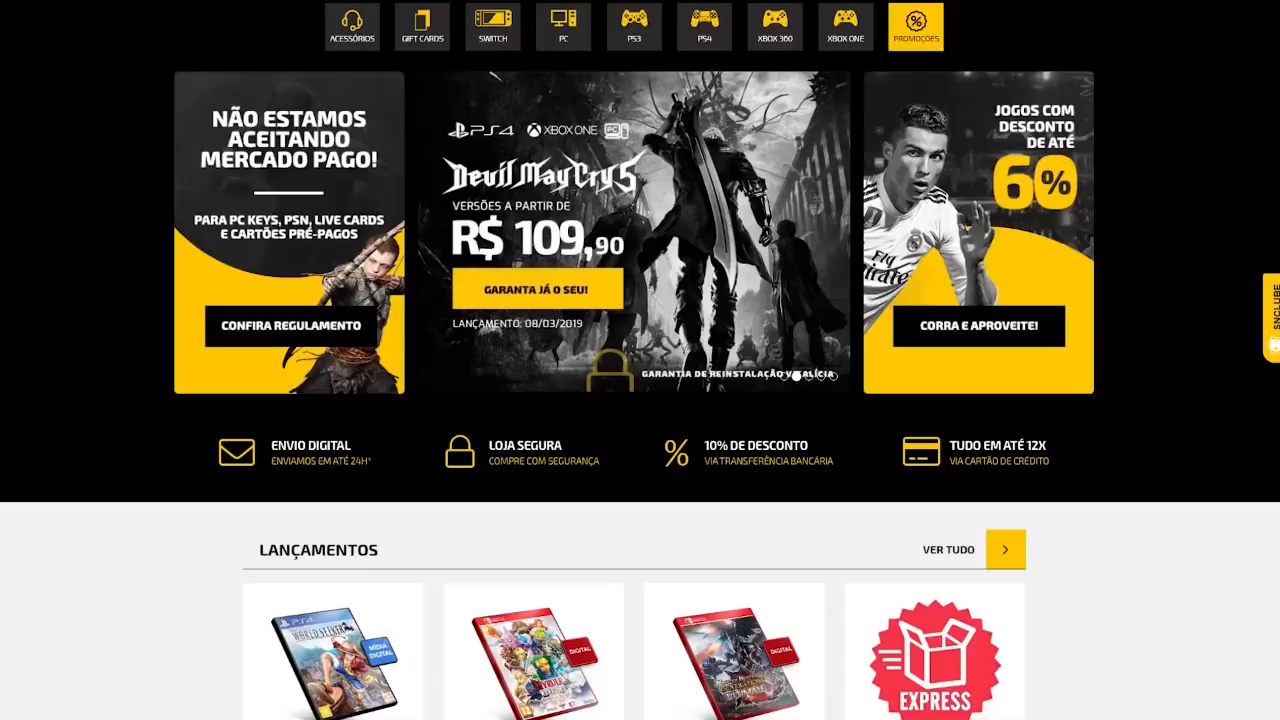 ACESSÓRIOS
GIFT CARDS
SWITCH
PC
PS3
PS4
XBOX 360
XBOX ONE
PROMOÇÕES
NÃO ESTAMOS
ACEITANDO
MERCADO PAGO!
PARA PC KEYS, PSN, LIVE CARDS
E CARTÕES PRÉ-PAGOS
CONFIRA REGULAMENTO
PS4 XBOX ONE PC
Devil May Cry 5
VERSÕES A PARTIR DE
R$ 109,90
GARANTA JÁ O SEU!
LANÇAMENTO: 08/03/2019
GARANTIA DE REINSTALAÇÃO VITALÍCIA
JOGOS COM
DESCONTO
DE ATÉ
60%
Fly
Emirates
CORRA E APROVEITE!
SNCLUBE
ENVIO DIGITAL
ENVIAMOS EM ATÉ 24H*
LOJA SEGURA
COMPRE COM SEGURANÇA
10% DE DESCONTO
VIA TRANSFERÊNCIA BANCÁRIA
TUDO EM ATÉ 12X
VIA CARTÃO DE CRÉDITO
LANÇAMENTOS
VER TUDO
PS4
WORLD SEEKER
MÍDIA
DIGITAL
DIGITAL
HYRULE
DIGITAL
GENERATIONS
ULTIMATE
EXPRESS